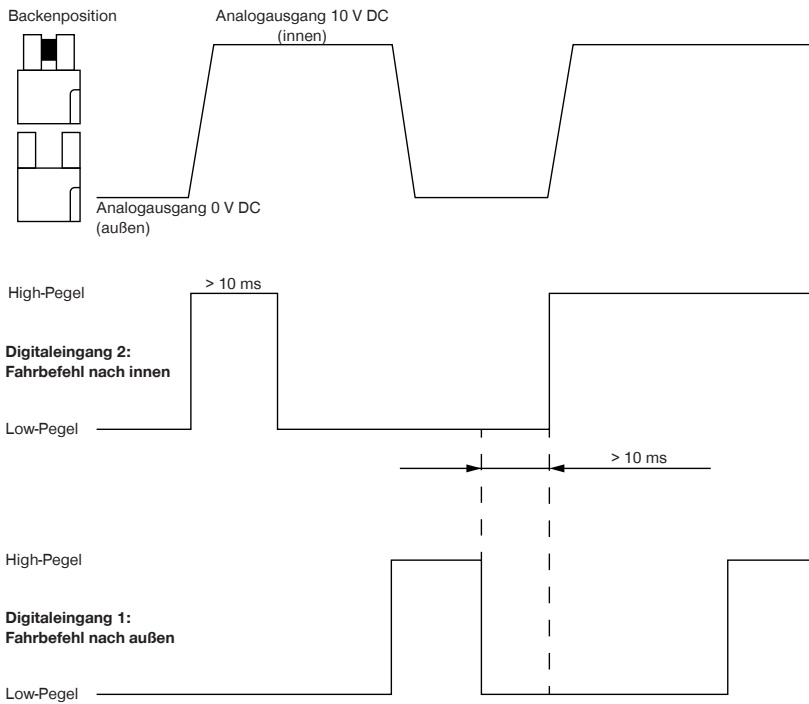 Backenposition
Analogausgang 10 V DC
(innen)
Analogausgang 0 V DC
(außen)
High-Pegel
> 10 ms
Digitaleingang 2:
Fahrbefehl nach innen
Low-Pegel
> 10 ms
High-Pegel
Digitaleingang 1:
Fahrbefehl nach außen
Low-Pegel